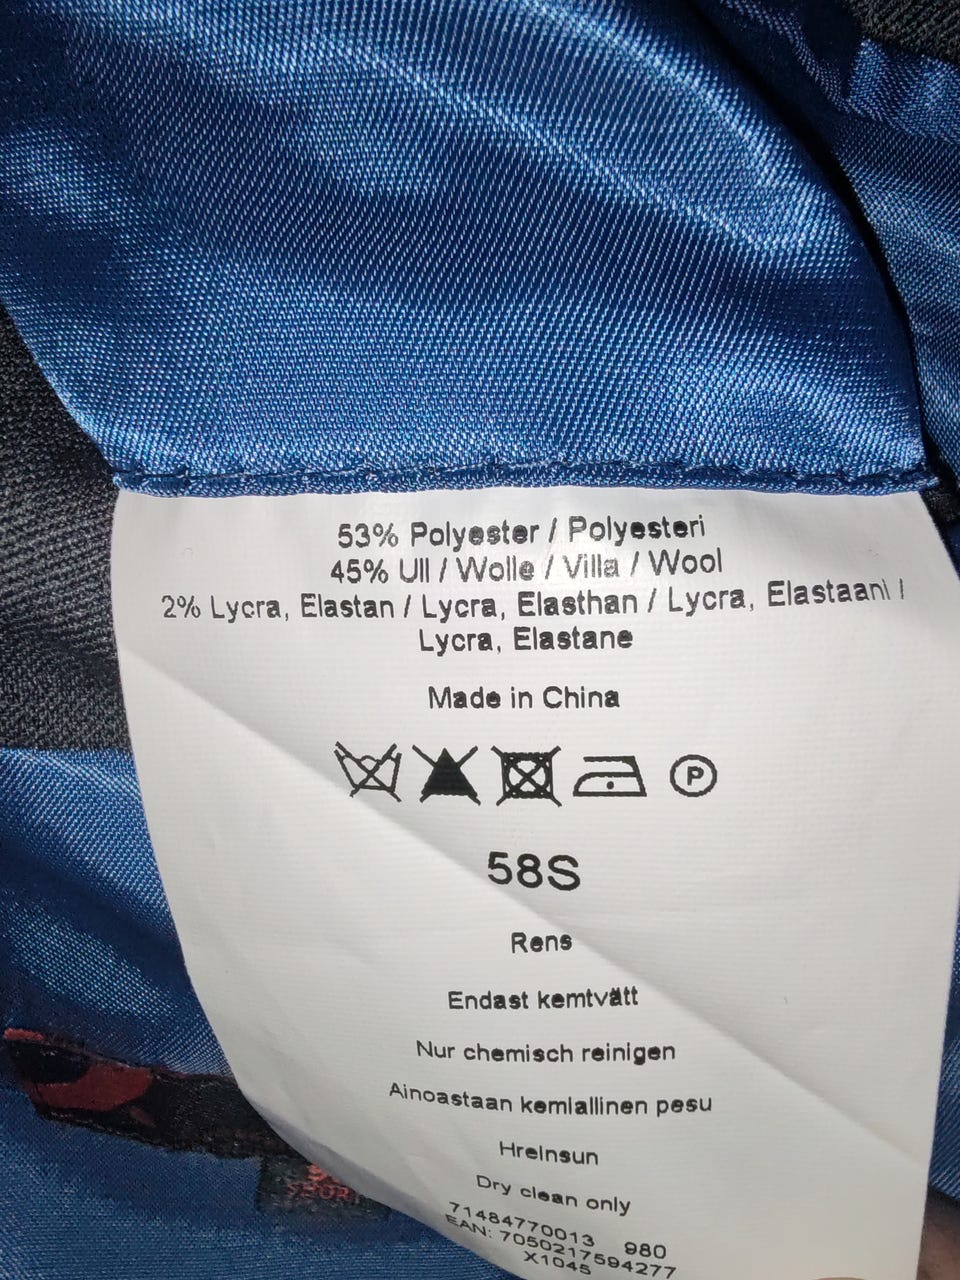 53% Polyester / Polyesteri
45% Ull / Wolle / Villa / Wool
2% Lycra, Elastan / Lycra, Elasthan / Lycra, Elastaani /
Lycra, Elastane
Made in China
P
58S
Rens
Endast kemtvätt
Nur chemisch reinigen
Ainoastaan kemiallinen pesu
Hreinsun
Dry clean only
71484770013 980
EAN: 7050217594277
X1045